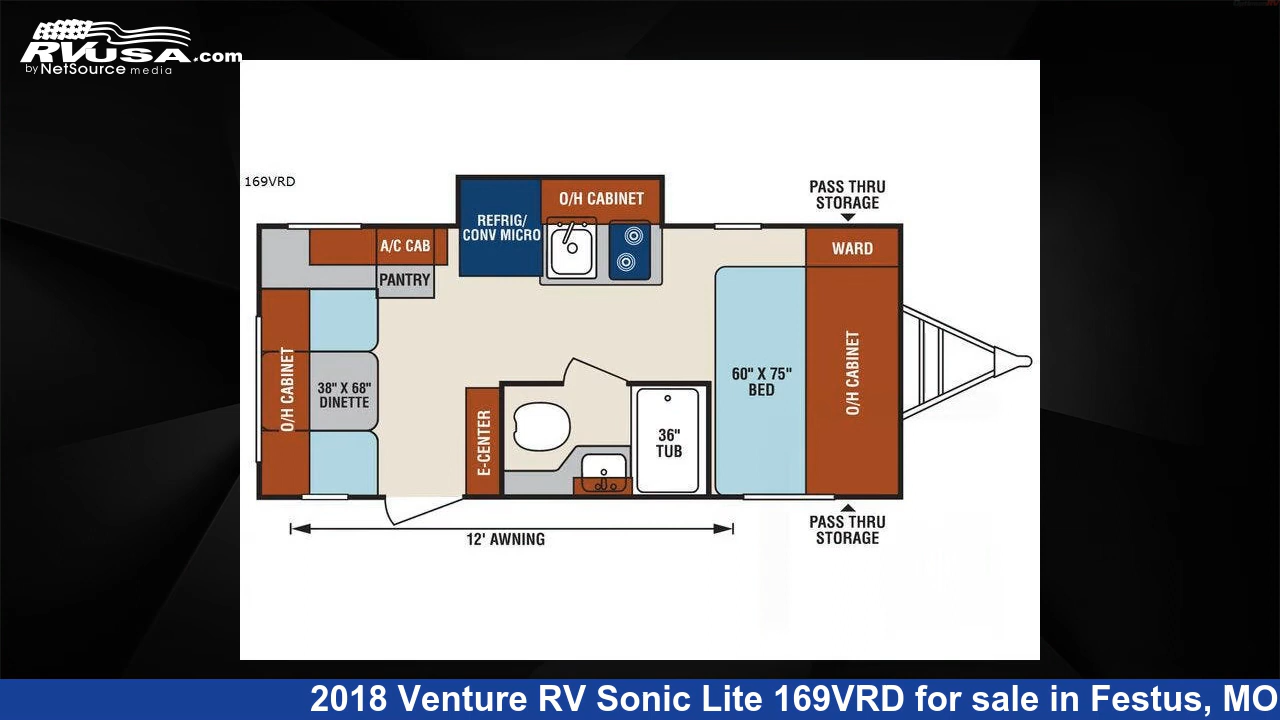 RVUSA.com
by NetSource media
169VRD
PASS THRU
STORAGE
O/H CABINET
REFRIG/
CONV MICRO
A/C CAB
WARD
PANTRY
O/H CABINET
38" X 68"
DINETTE
60" X 75"
BED
O/H CABINET
E-CENTER
36"
TUB
PASS THRU
STORAGE
12' AWNING
2018 Venture RV Sonic Lite 169VRD for sale in Festus, MO